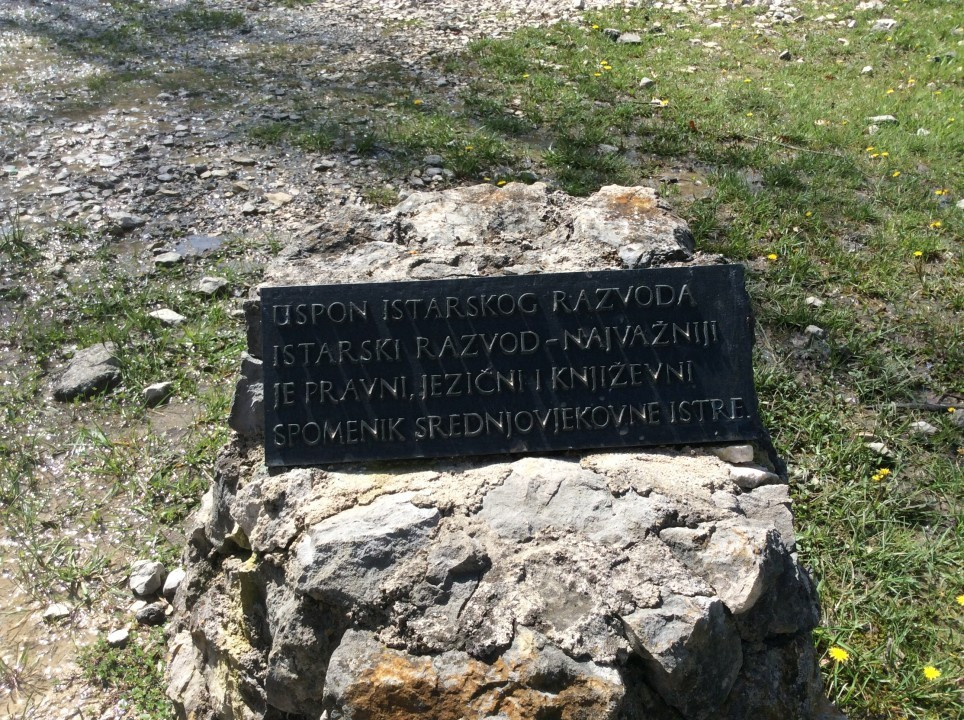 USPON ISTARSKOG RAZVODA
ISTARSKI RAZVOD - NAJVAŽNIJI
JE PRAVNI, JEZIČNI I KNJIŽEVNI
SPOMENIK SREDNJOVJEKOVNE ISTRE.